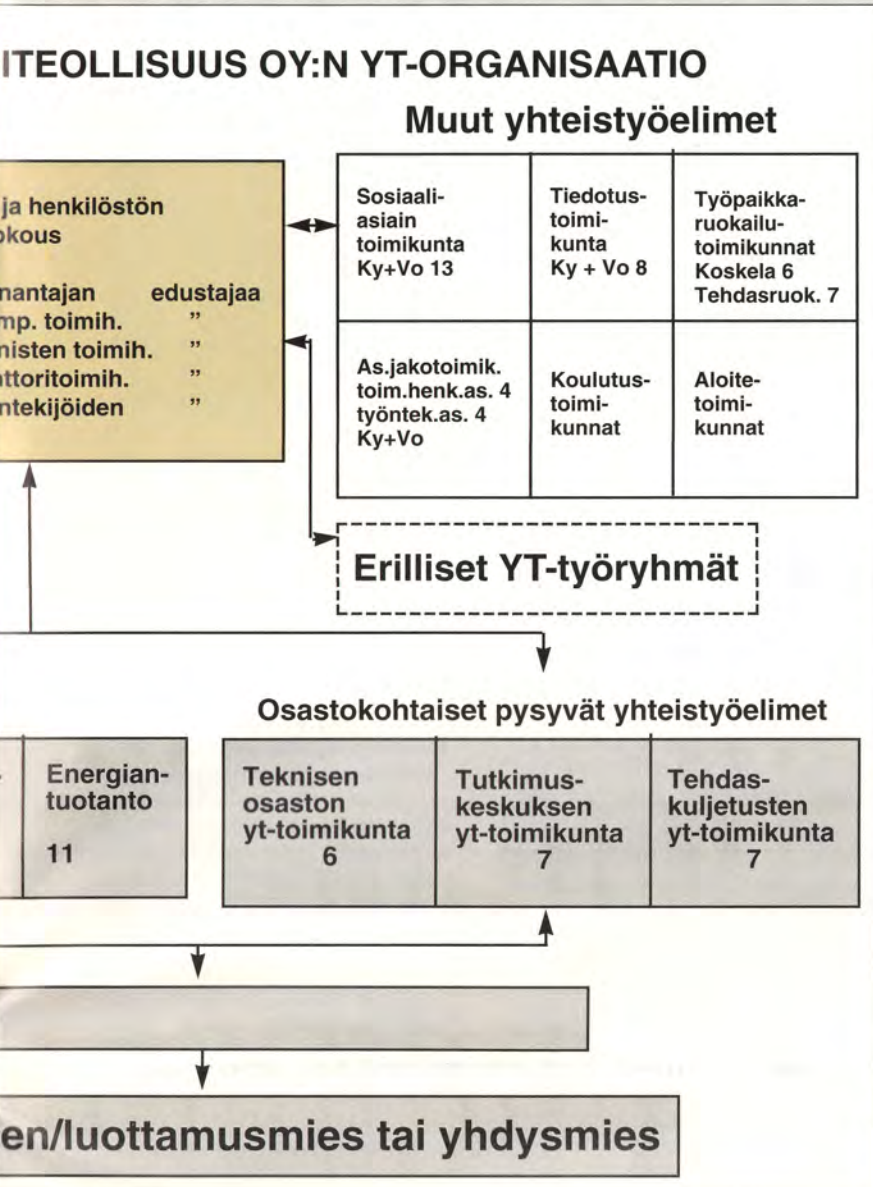 ITEOLLISUUS OY:N YT-ORGANISAATIO
Muut yhteistyöelimet
ja henkilöstön
okous
nantajan edustajaa
mp. toimih. ”
nisten toimih. ”
ttoritoimih. ”
ntekijöiden ”
Sosiaali-
asiain
toimikunta
Ky+Vo 13
Tiedotus-
toimi-
kunta
Ky + Vo 8
Työpaikka-
ruokailu-
toimikunnat
Koskela 6
Tehdasruok. 7
As.jakotoimik.
toim.henk.as. 4
työntek.as. 4
Ky+Vo
Koulutus-
toimi-
kunnat
Aloite-
toimi-
kunnat
Erilliset YT-työryhmät
Osastokohtaiset pysyvät yhteistyöelimet
Energian-
tuotanto
11
Teknisen
osaston
yt-toimikunta
6
Tutkimus-
keskuksen
yt-toimikunta
7
Tehdas-
kuljetusten
yt-toimikunta
7
en/luottamusmies tai yhdysmies